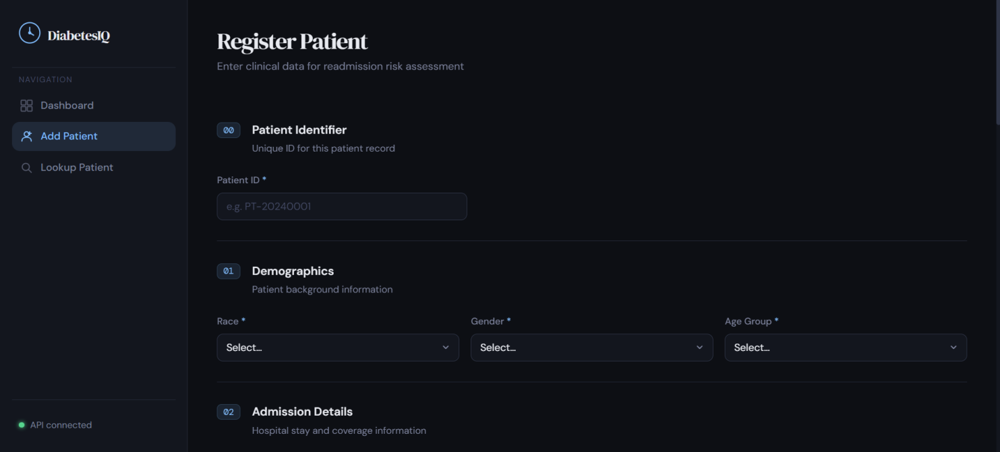 DiabetesIQ
NAVIGATION
Dashboard
Add Patient
Lookup Patient
API connected
Register Patient
Enter clinical data for readmission risk assessment
00 Patient Identifier
Unique ID for this patient record
Patient ID *
e.g. PT-20240001
01 Demographics
Patient background information
Race * Gender * Age Group *
Select... Select... Select...
02 Admission Details
Hospital stay and coverage information